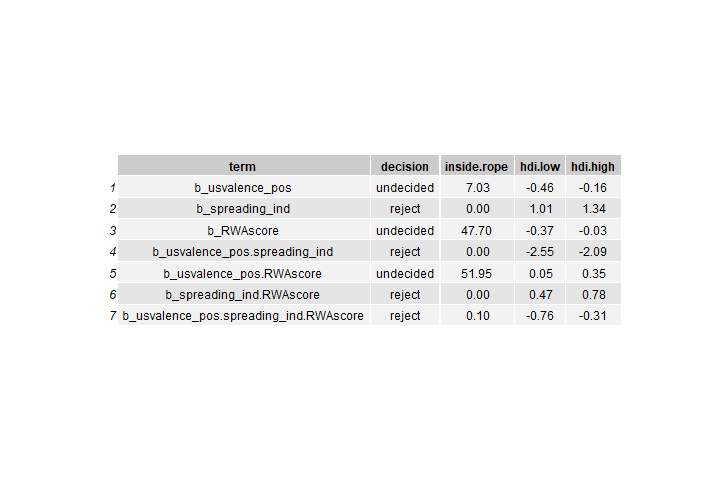 term decision inside.rope hdi.low hdi.high
1 b_usvalence_pos undecided 7.03 -0.46 -0.16
2 b_spreading_ind reject 0.00 1.01 1.34
3 b_RWAscore undecided 47.70 -0.37 -0.03
4 b_usvalence_pos.spreading_ind reject 0.00 -2.55 -2.09
5 b_usvalence_pos.RWAscore undecided 51.95 0.05 0.35
6 b_spreading_ind.RWAscore reject 0.00 0.47 0.78
7 b_usvalence_pos.spreading_ind.RWAscore reject 0.10 -0.76 -0.31